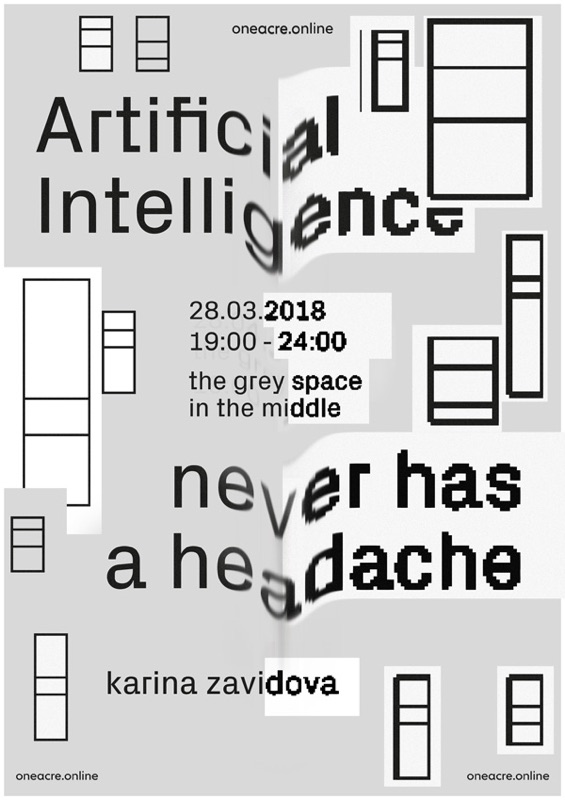 oneacre.online
Artificial
Intelligence
28.03.2018
19:00 - 24:00
the grey space
in the middle
never has
a headache
karina zavidova
oneacre.online
oneacre.online